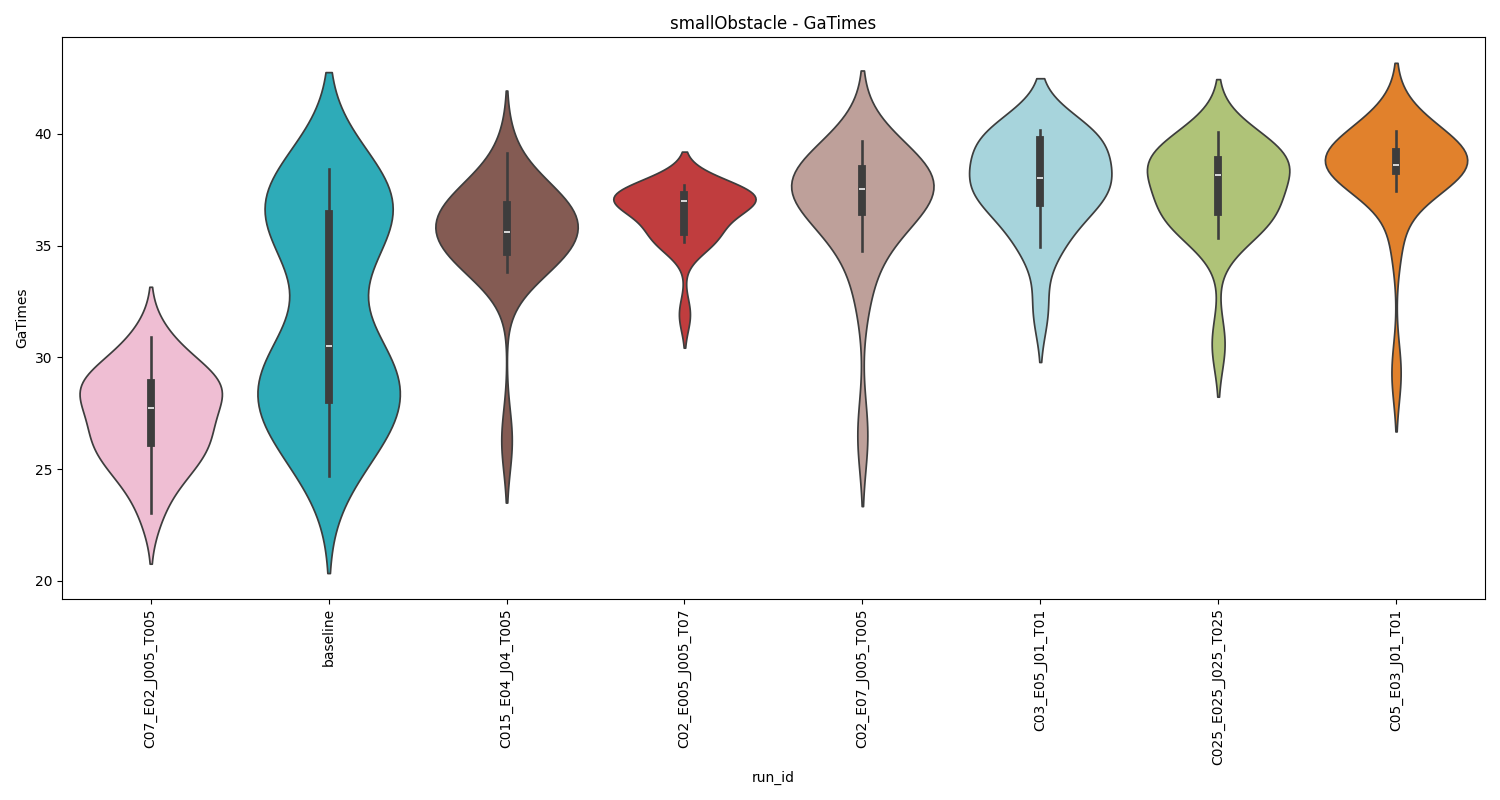 smallObstacle - GaTimes
GaTimes
40
35
30
25
20
C07_E02_J005_T005
baseline
C015_E04_J04_T005
C02_E005_J005_T07
C02_E07_J005_T005
C03_E05_J01_T01
C025_E025_J025_T025
C05_E03_J01_T01
run_id